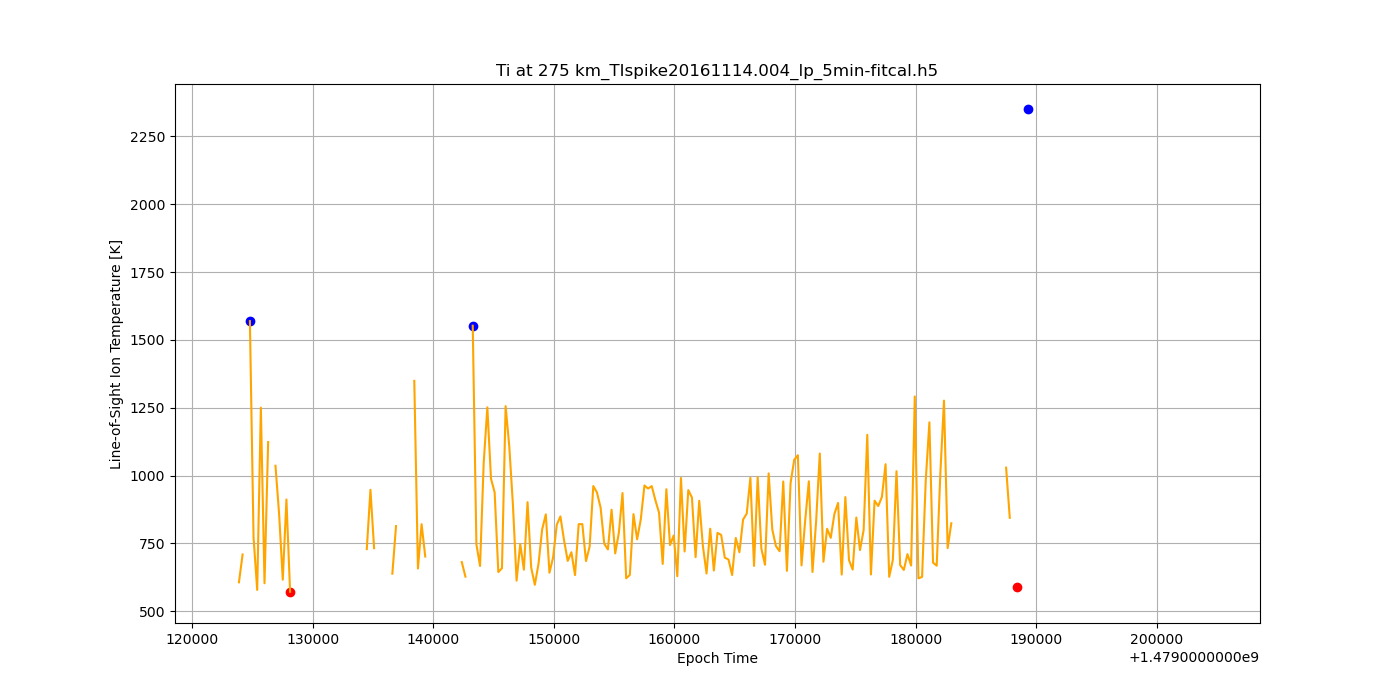 Ti at 275 km_TIspike20161114.004_lp_5min-fitcal.h5
Line-of-Sight Ion Temperature [K]
2250
2000
1750
1500
1250
1000
750
500
120000 130000 140000 150000 160000 170000 180000 190000 200000
Epoch Time
+1.4790000000e9